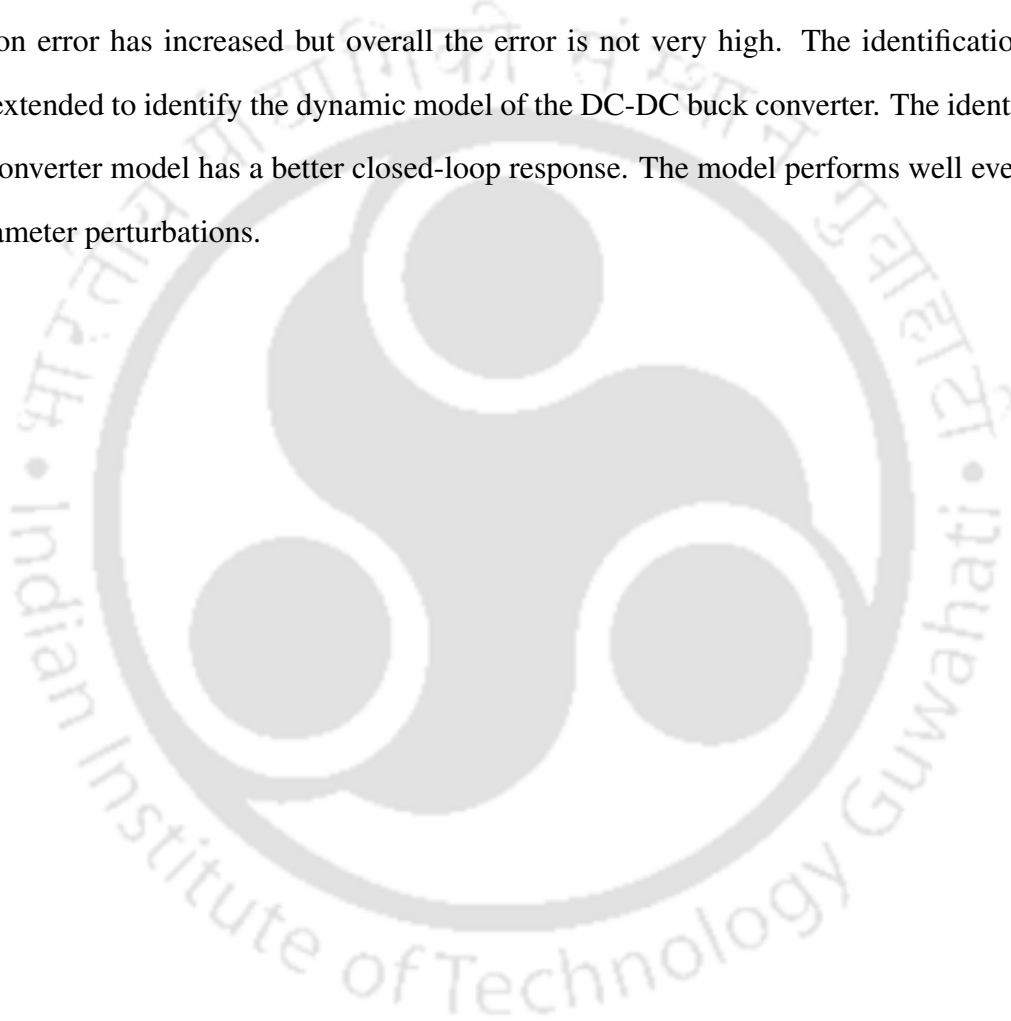 on error has increased but overall the error is not very high. The identificatio
extended to identify the dynamic model of the DC-DC buck converter. The ident
onverter model has a better closed-loop response. The model performs well eve
ameter perturbations.
भारतीय प्रौद्योगिकी संस्थान गुवाहाटी
• Indian Institute of Technology Guwahati •